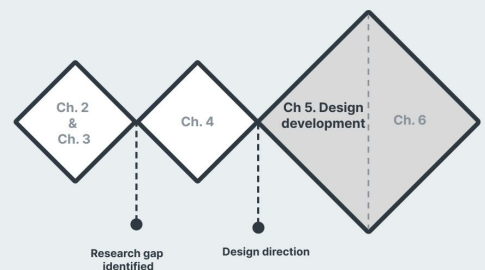 Ch. 2
&
Ch. 3
Ch. 4
Ch 5. Design
development
Ch. 6
Research gap
identified
Design direction